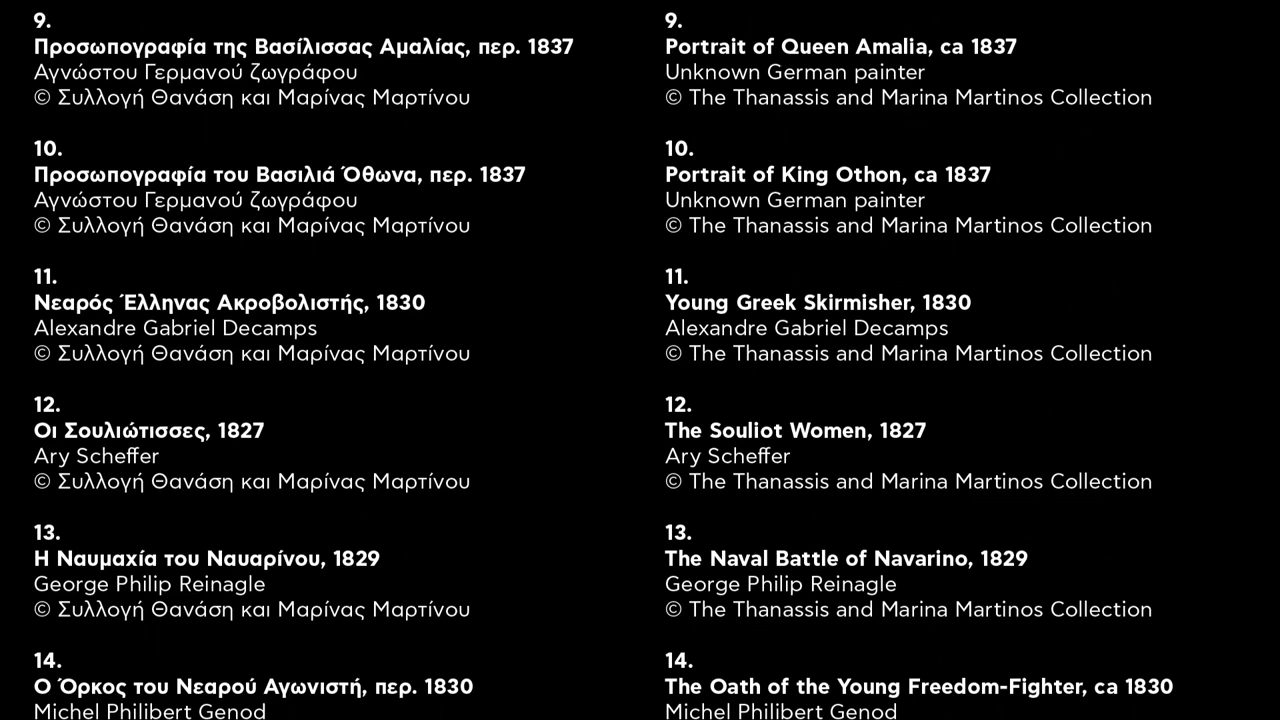 9.
Προσωπογραφία της Βασίλισσας Αμαλίας, περ. 1837
Αγνώστου Γερμανού ζωγράφου
© Συλλογή Θανάση και Μαρίνας Μαρτίνου
10.
Προσωπογραφία του Βασιλιά Όθωνα, περ. 1837
Αγνώστου Γερμανού ζωγράφου
© Συλλογή Θανάση και Μαρίνας Μαρτίνου
11.
Νεαρός Έλληνας Ακροβολιστής, 1830
Alexandre Gabriel Decamps
© Συλλογή Θανάση και Μαρίνας Μαρτίνου
12.
Οι Σουλιώτισσες, 1827
Ary Scheffer
© Συλλογή Θανάση και Μαρίνας Μαρτίνου
13.
Η Ναυμαχία του Ναυαρίνου, 1829
George Philip Reinagle
© Συλλογή Θανάση και Μαρίνας Μαρτίνου
14.
Ο Όρκος του Νεαρού Αγωνιστή, περ. 1830
Michel Philibert Genod
9.
Portrait of Queen Amalia, ca 1837
Unknown German painter
© The Thanassis and Marina Martinos Collection
10.
Portrait of King Othon, ca 1837
Unknown German painter
© The Thanassis and Marina Martinos Collection
11.
Young Greek Skirmisher, 1830
Alexandre Gabriel Decamps
© The Thanassis and Marina Martinos Collection
12.
The Souliot Women, 1827
Ary Scheffer
© The Thanassis and Marina Martinos Collection
13.
The Naval Battle of Navarino, 1829
George Philip Reinagle
© The Thanassis and Marina Martinos Collection
14.
The Oath of the Young Freedom-Fighter, ca 1830
Michel Philibert Genod